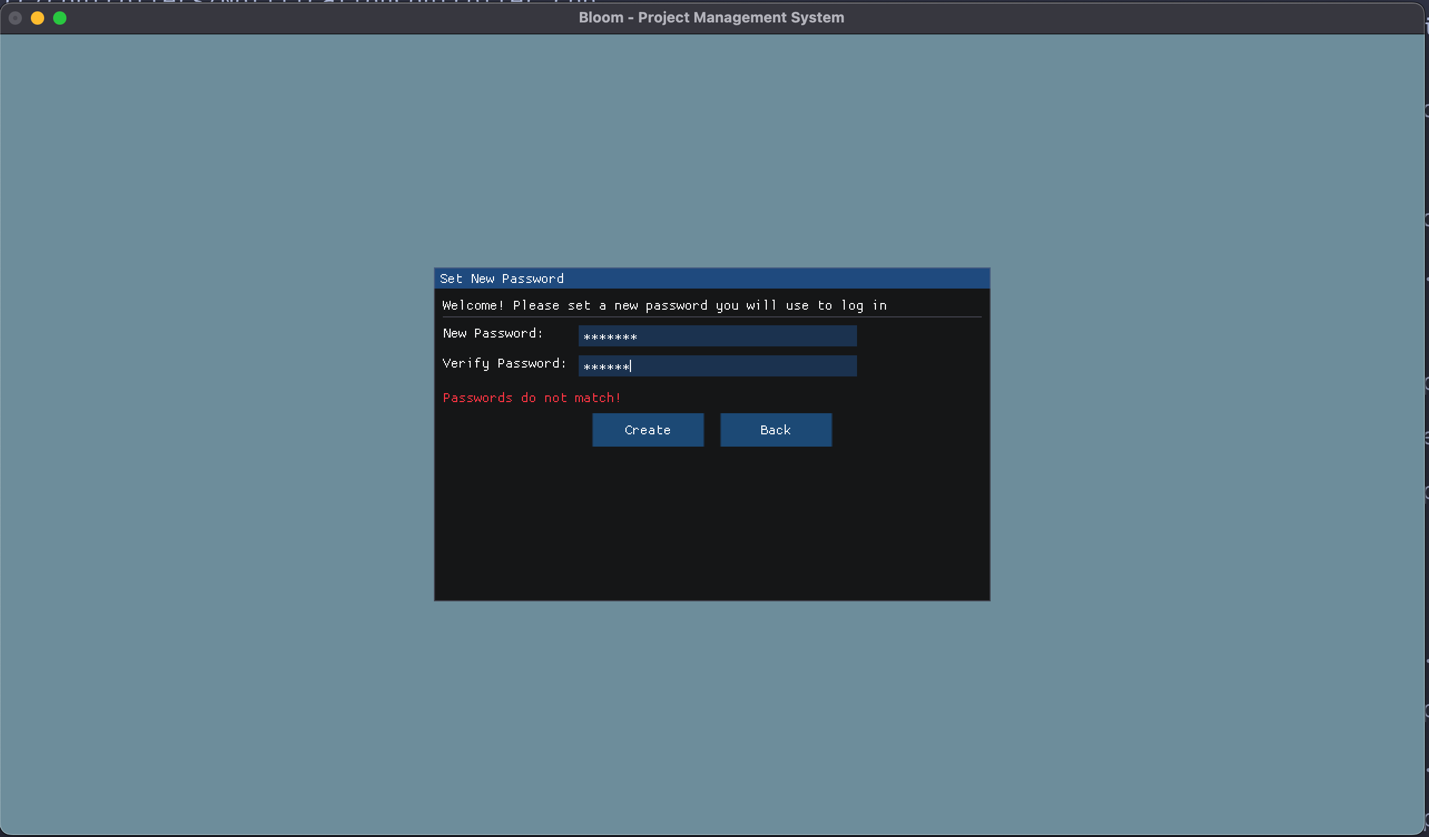 Bloom - Project Management System
Set New Password
Welcome! Please set a new password you will use to log in
New Password: *******
Verify Password: ******
Passwords do not match!
Create Back